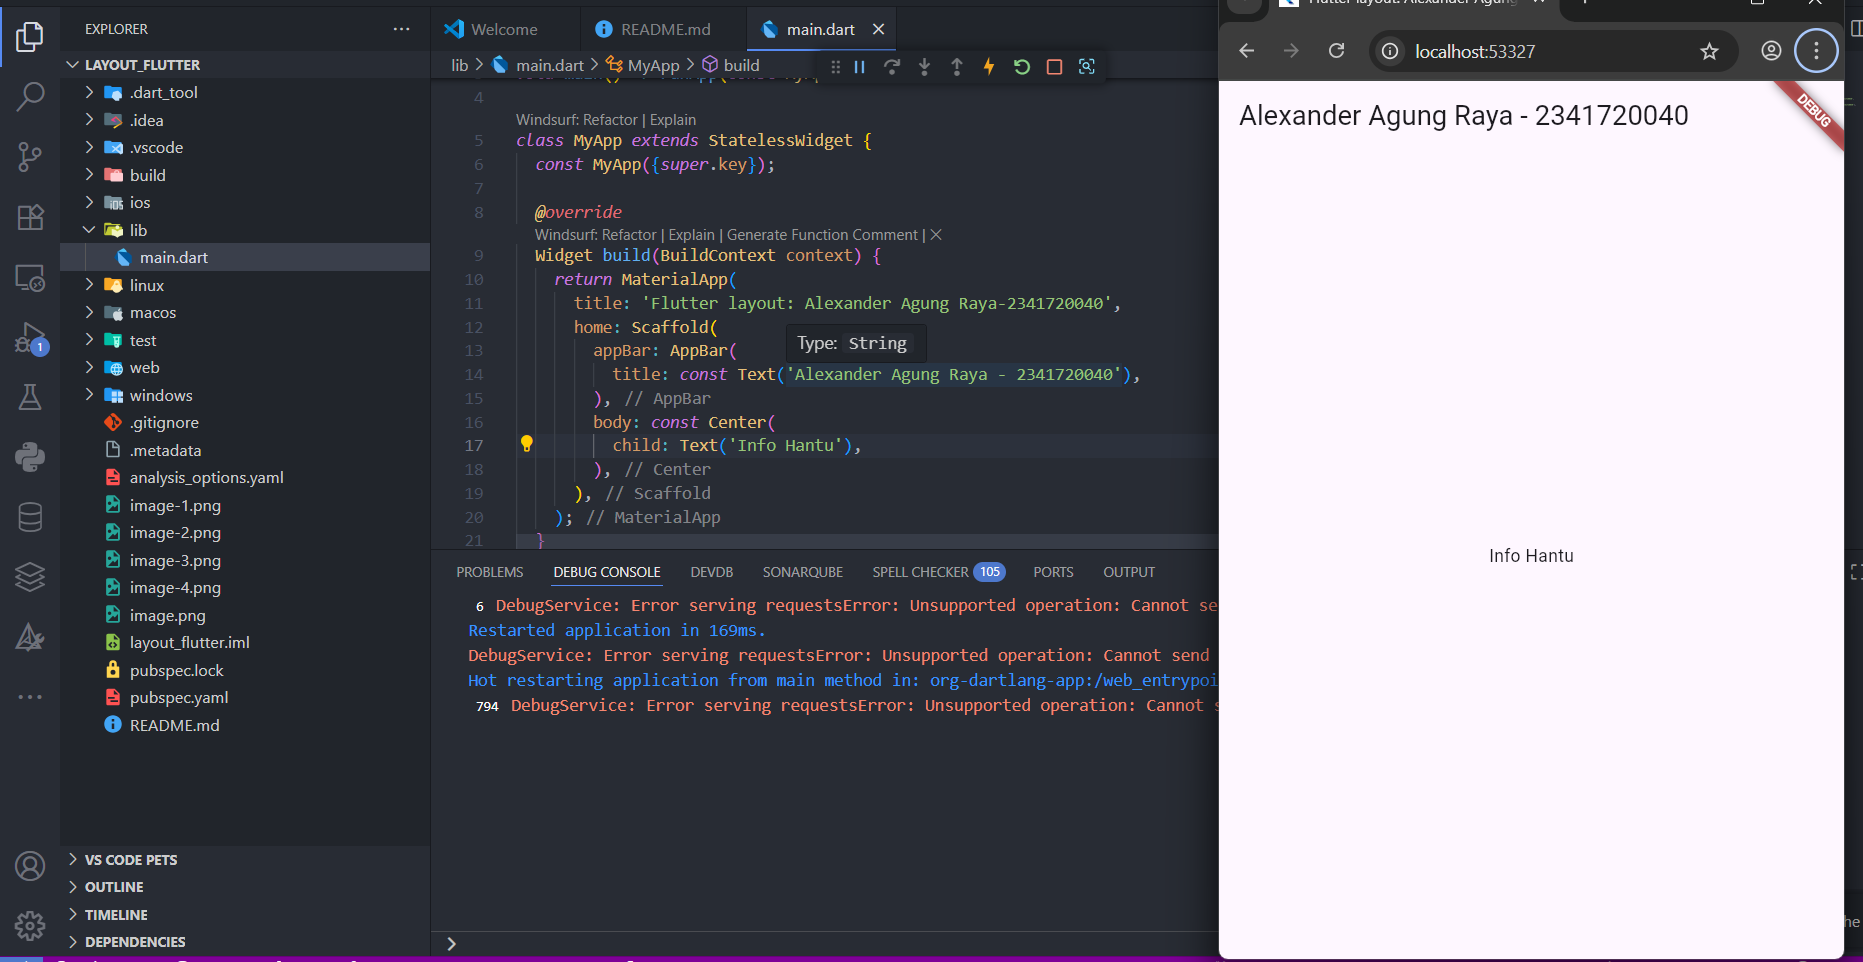 EXPLORER
LAYOUT_FLUTTER
.dart_tool
.idea
.vscode
build
ios
lib
main.dart
linux
macos
test
web
windows
.gitignore
.metadata
analysis_options.yaml
image-1.png
image-2.png
image-3.png
image-4.png
image.png
layout_flutter.iml
pubspec.lock
pubspec.yaml
README.md
VS CODE PETS
OUTLINE
TIMELINE
DEPENDENCIES
1
Welcome
README.md
main.dart
lib > main.dart > MyApp > build
4
Windsurf: Refactor | Explain
5 class MyApp extends StatelessWidget {
6 const MyApp({super.key});
7
8 @override
Windsurf: Refactor | Explain | Generate Function Comment | ×
9 Widget build(BuildContext context) {
10 return MaterialApp(
11 title: 'Flutter layout: Alexander Agung Raya-2341720040',
12 home: Scaffold(
Type: String
13 appBar: AppBar(
14 title: const Text('Alexander Agung Raya - 2341720040'),
15 ), // AppBar
16 body: const Center(
17 child: Text('Info Hantu'),
18 ), // Center
19 ), // Scaffold
20 ); // MaterialApp
21 }
PROBLEMS
DEBUG CONSOLE
DEVDB
SONARQUBE
SPELL CHECKER 105
PORTS
OUTPUT
6 DebugService: Error serving requestsError: Unsupported operation: Cannot se
Restarted application in 169ms.
DebugService: Error serving requestsError: Unsupported operation: Cannot send
Hot restarting application from main method in: org-dartlang-app:/web_entrypoi
794 DebugService: Error serving requestsError: Unsupported operation: Cannot s
>
localhost:53327
Alexander Agung Raya - 2341720040
DEBUG
Info Hantu
he